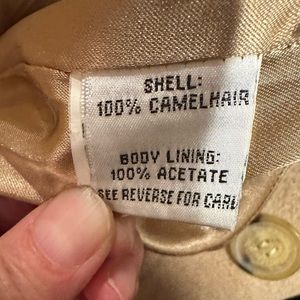 SHELL:
100% CAMELHAIR
BODY LINING:
100% ACETATE
SEE REVERSE FOR